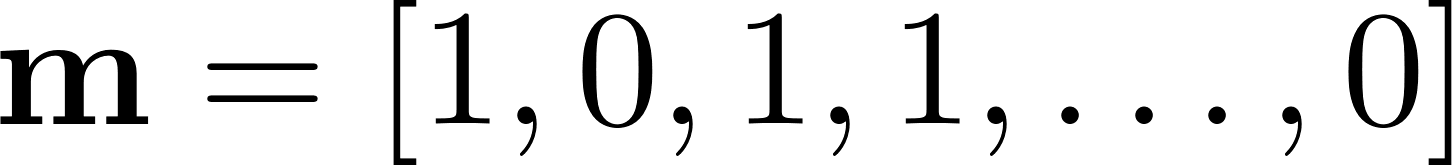 m = [1, 0, 1, 1, . . . , 0]